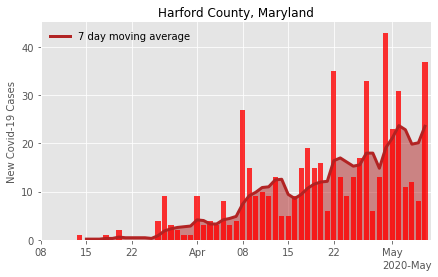 Harford County, Maryland
7 day moving average
New Covid-19 Cases
40
30
20
10
0
08 15 22 Apr 08 15 22 May
2020-May